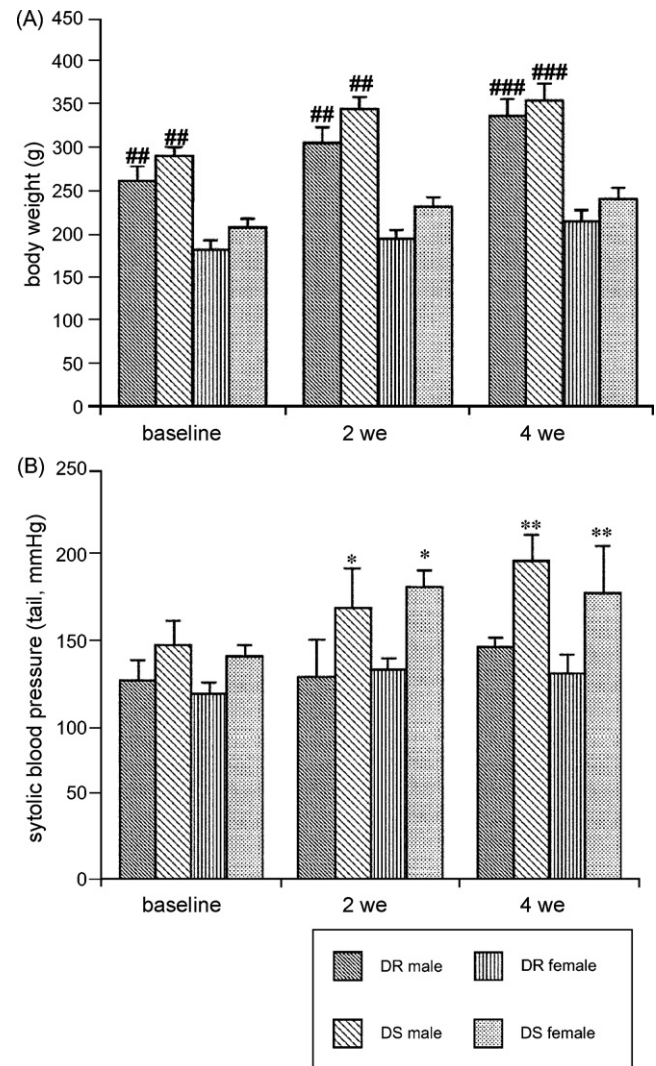 (A)
450
400
350
300
250
200
150
100
50
0
body weight (g)
## ## ## ## ### ###
baseline 2 we 4 we
(B)
250
200
150
100
50
0
sytolic blood pressure (tail, mmHg)
* * ** **
baseline 2 we 4 we
DR male DR female
DS male DS female